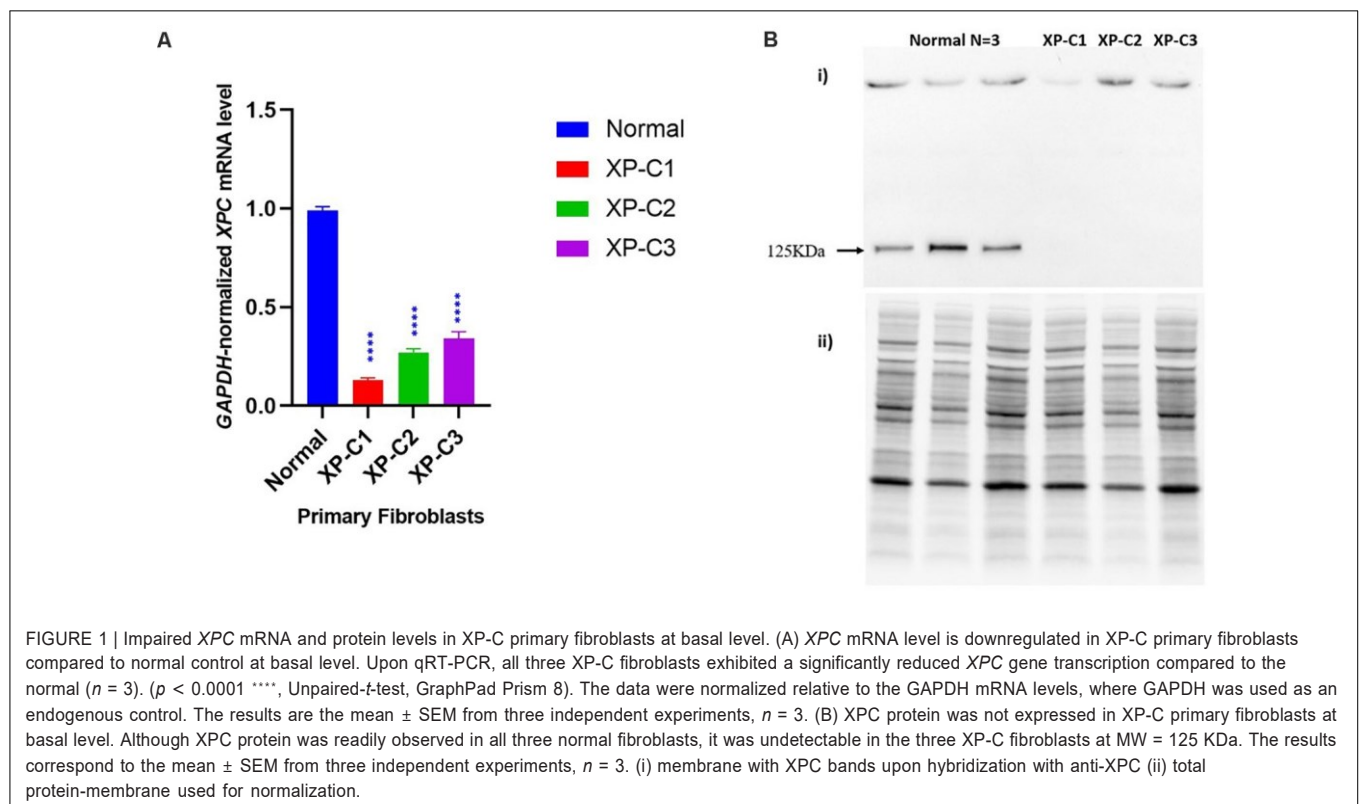 A
GAPDH-normalized XPC mRNA level
1.5
1.0
0.5
0.0
****
****
****
Normal
XP-C1
XP-C2
XP-C3
Primary Fibroblasts
Normal
XP-C1
XP-C2
XP-C3
B
Normal N=3 XP-C1 XP-C2 XP-C3
i)
125KDa
ii)
FIGURE 1 | Impaired XPC mRNA and protein levels in XP-C primary fibroblasts at basal level. (A) XPC mRNA level is downregulated in XP-C primary fibroblasts
compared to normal control at basal level. Upon qRT-PCR, all three XP-C fibroblasts exhibited a significantly reduced XPC gene transcription compared to the
normal (n = 3). (p < 0.0001 ****, Unpaired-t-test, GraphPad Prism 8). The data were normalized relative to the GAPDH mRNA levels, where GAPDH was used as an
endogenous control. The results are the mean ± SEM from three independent experiments, n = 3. (B) XPC protein was not expressed in XP-C primary fibroblasts at
basal level. Although XPC protein was readily observed in all three normal fibroblasts, it was undetectable in the three XP-C fibroblasts at MW = 125 KDa. The results
correspond to the mean ± SEM from three independent experiments, n = 3. (i) membrane with XPC bands upon hybridization with anti-XPC (ii) total
protein-membrane used for normalization.